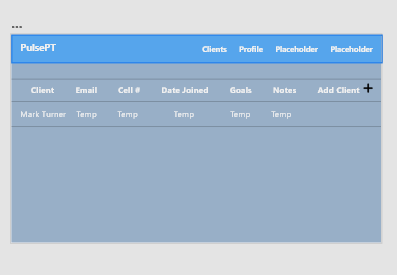 ...
PulsePT Clients Profile Placeholder Placeholder
Client Email Cell # Date Joined Goals Notes Add Client +
Mark Turner Temp Temp Temp Temp Temp